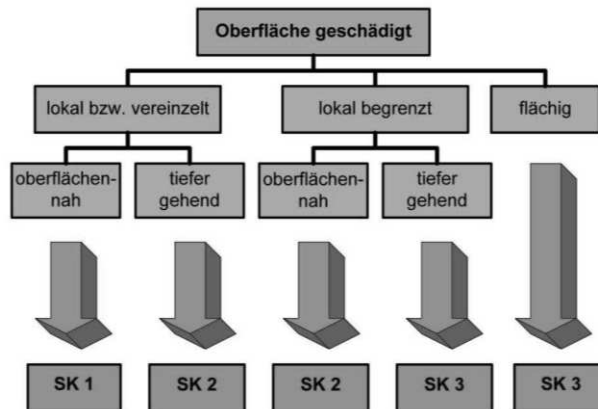 Oberfläche geschädigt
lokal bzw. vereinzelt
lokal begrenzt
flächig
oberflächen-
nah
tiefer
gehend
oberflächen-
nah
tiefer
gehend
SK 1
SK 2
SK 2
SK 3
SK 3